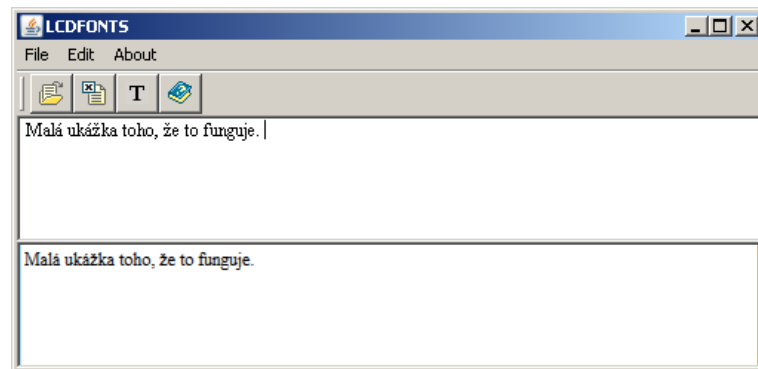 LCDFONTS
File Edit About
T
Malá ukážka toho, že to funguje.
Malá ukážka toho, že to funguje.